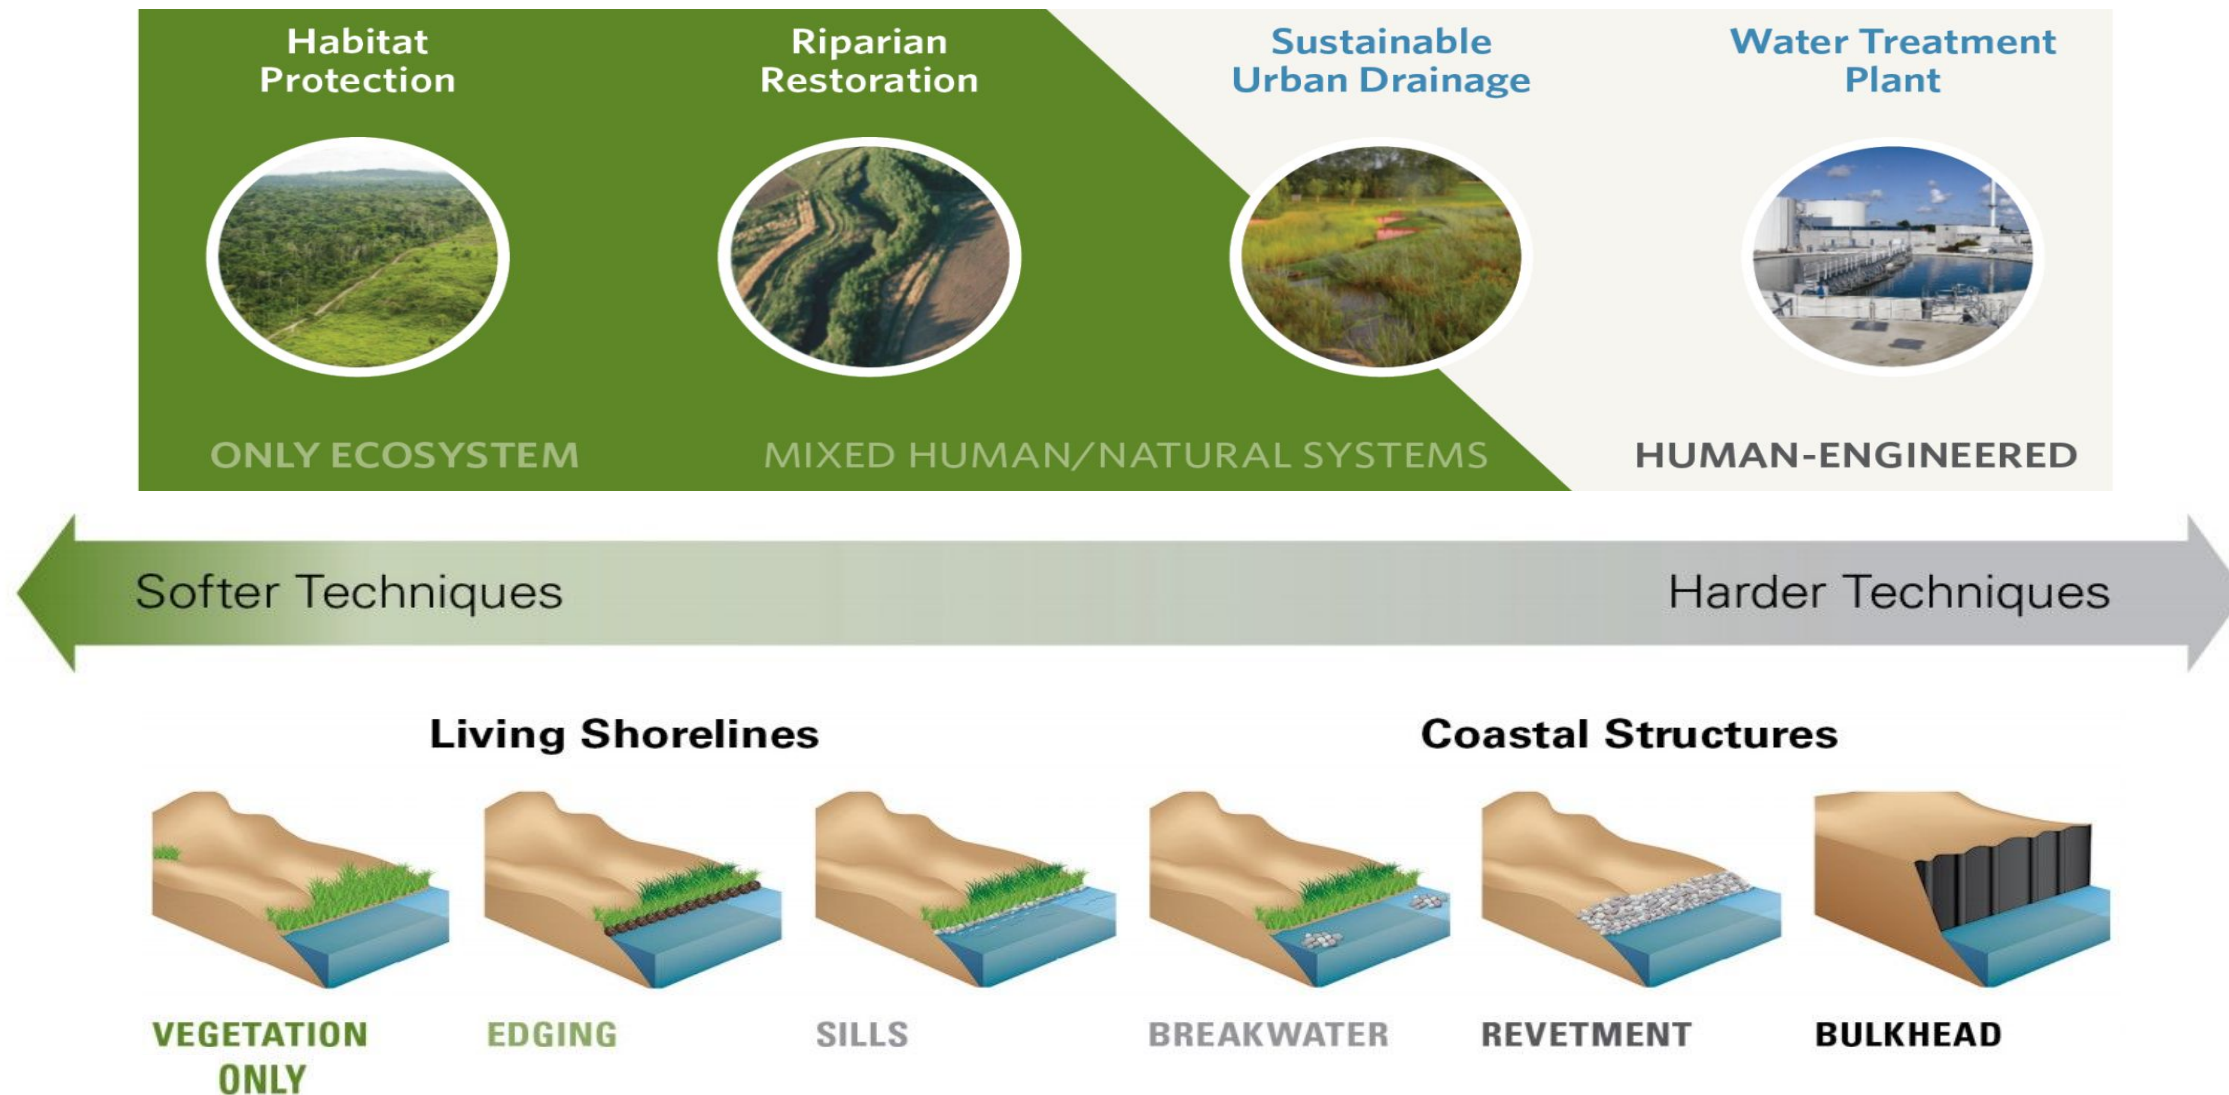 Habitat
Protection
Riparian
Restoration
Sustainable
Urban Drainage
Water Treatment
Plant
ONLY ECOSYSTEM
MIXED HUMAN/NATURAL SYSTEMS
HUMAN-ENGINEERED
Softer Techniques
Harder Techniques
Living Shorelines
Coastal Structures
VEGETATION
ONLY
EDGING
SILLS
BREAKWATER
REVETMENT
BULKHEAD